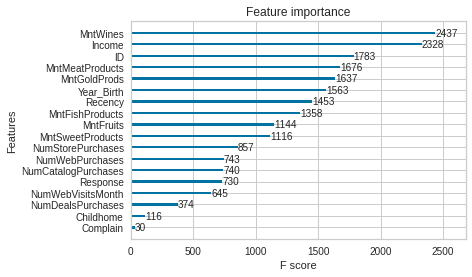 Feature importance
Features
MntWines 2437
Income 2328
ID 1783
MntMeatProducts 1676
MntGoldProds 1637
Year_Birth 1563
Recency 1453
MntFishProducts 1358
MntFruits 1144
MntSweetProducts 1116
NumStorePurchases 857
NumWebPurchases 743
NumCatalogPurchases 740
Response 730
NumWebVisitsMonth 645
NumDealsPurchases 374
Childhome 116
Complain 30
0 500 1000 1500 2000 2500
F score